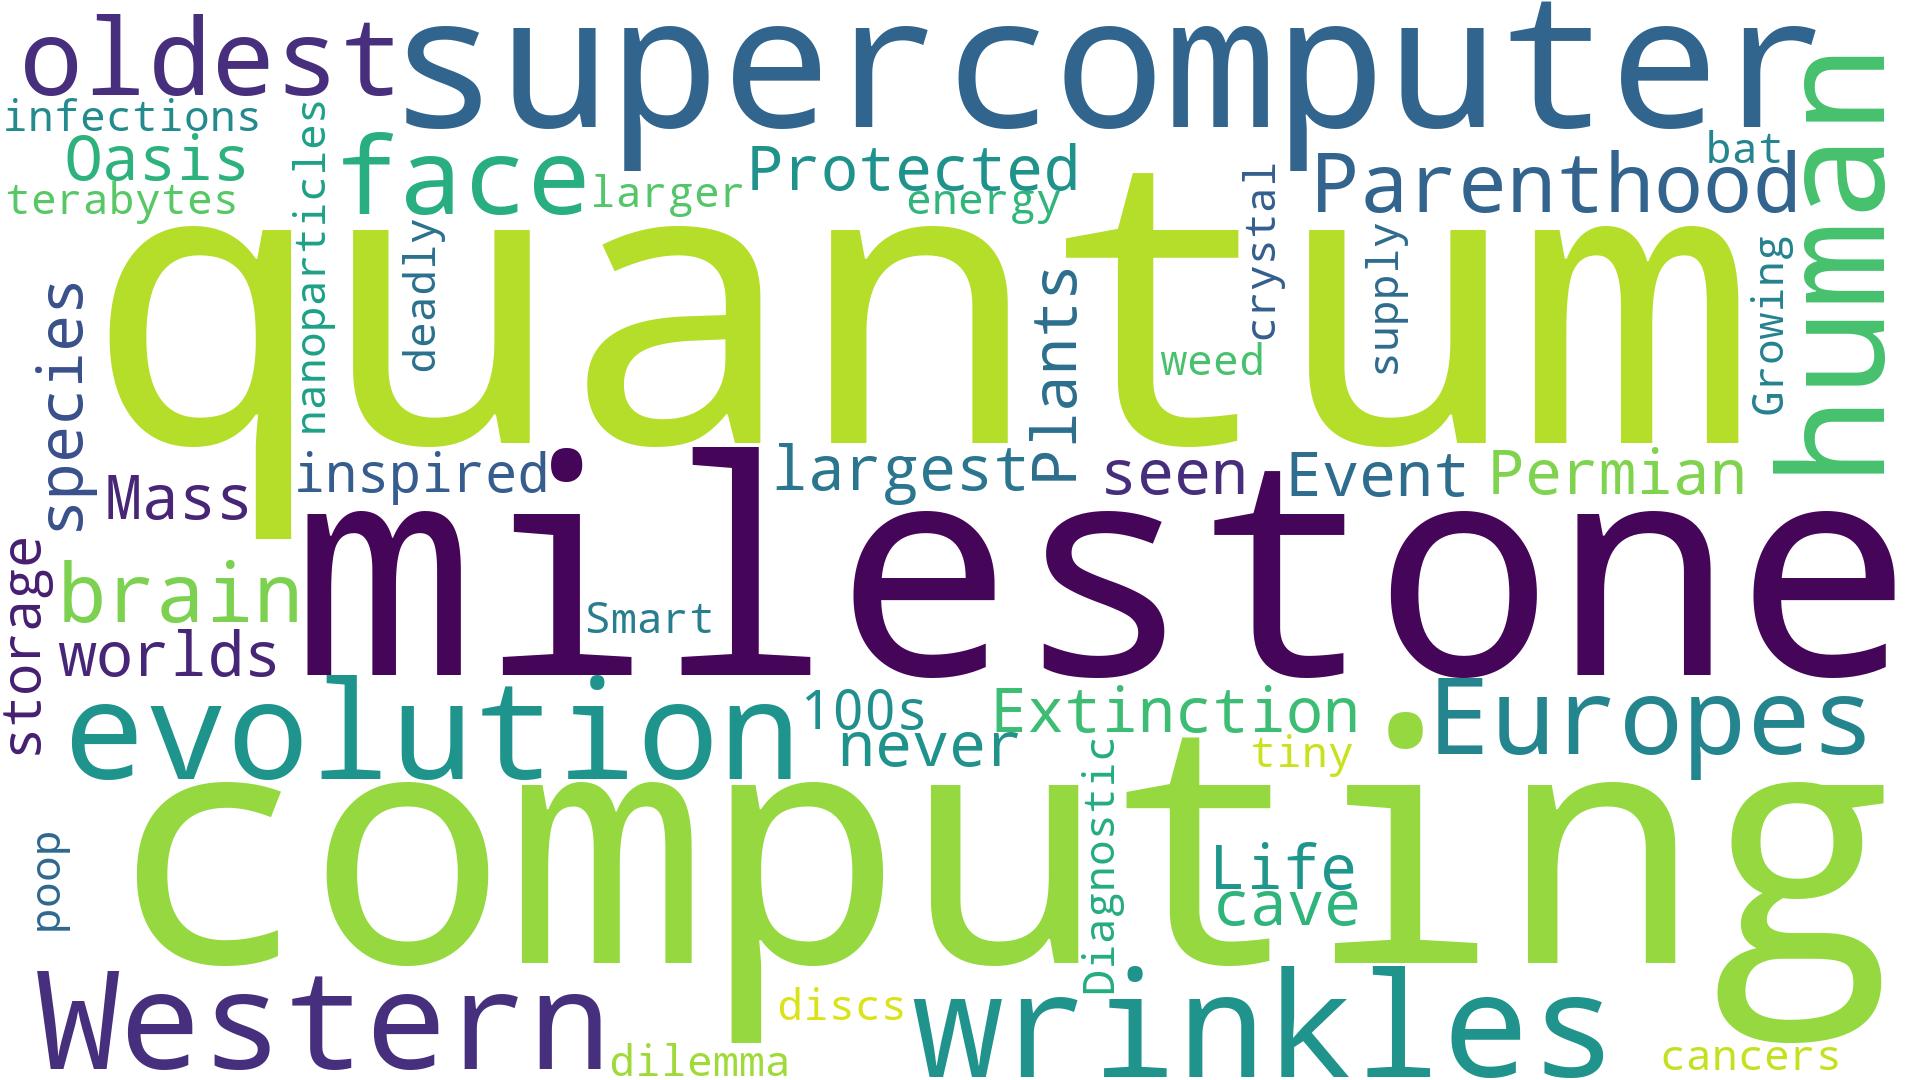 oldest
supercomputer
human
infections
Oasis
terabytes
nanoparticles
face
larger
Protected
energy
crystal
Parenthood
bat
deadly
quantum
Plants
weed
supply
Growing
species
Mass
inspired
largest
seen
Event
Permian
milestone
storage
brain
worlds
Smart
evolution
100s
never
Extinction
tiny
Europes
computing
Diagnostic
Life
cave
poop
Western
discs
dilemma
wrinkles
cancers